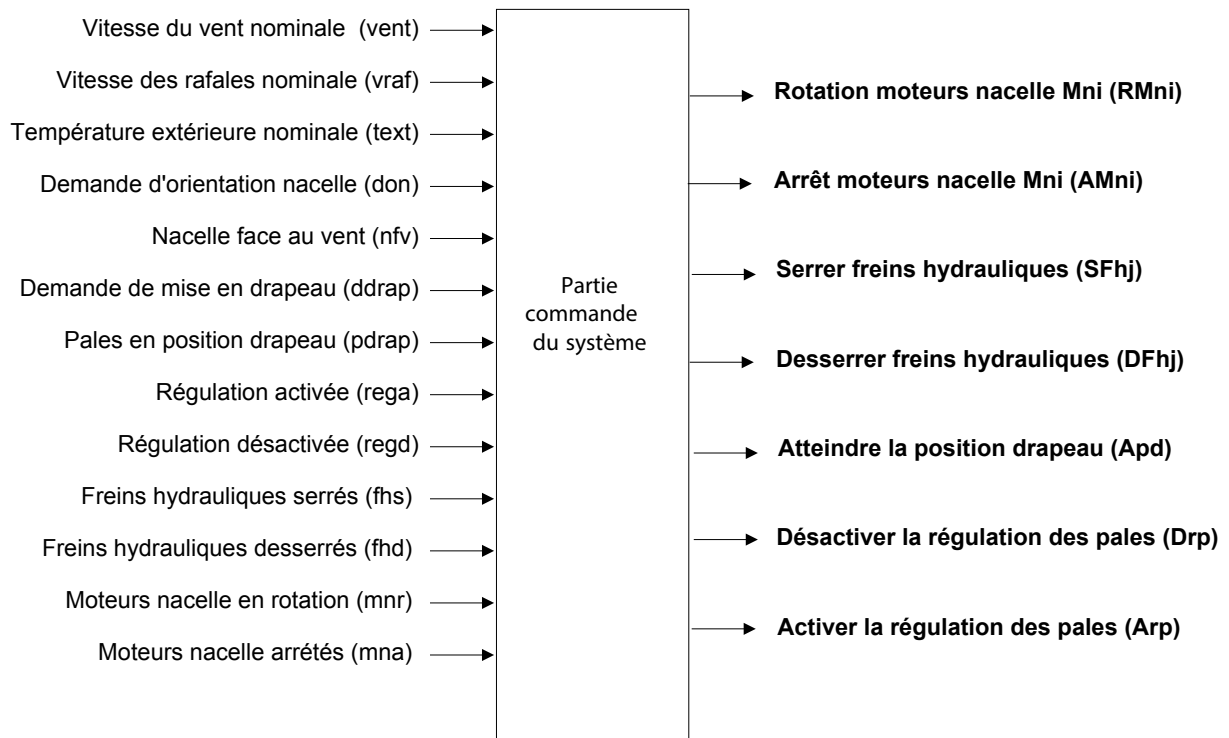 Vitesse du vent nominale (vent)
Vitesse des rafales nominale (vraf)
Température extérieure nominale (text)
Demande d'orientation nacelle (don)
Nacelle face au vent (nfv)
Demande de mise en drapeau (ddrap)
Pales en position drapeau (pdrap)
Régulation activée (rega)
Régulation désactivée (regd)
Freins hydrauliques serrés (fhs)
Freins hydrauliques desserrés (fhd)
Moteurs nacelle en rotation (mnr)
Moteurs nacelle arrétés (mna)
Partie
commande
du système
Rotation moteurs nacelle Mni (RMni)
Arrêt moteurs nacelle Mni (AMni)
Serrer freins hydrauliques (SFhj)
Desserrer freins hydrauliques (DFhj)
Atteindre la position drapeau (Apd)
Désactiver la régulation des pales (Drp)
Activer la régulation des pales (Arp)